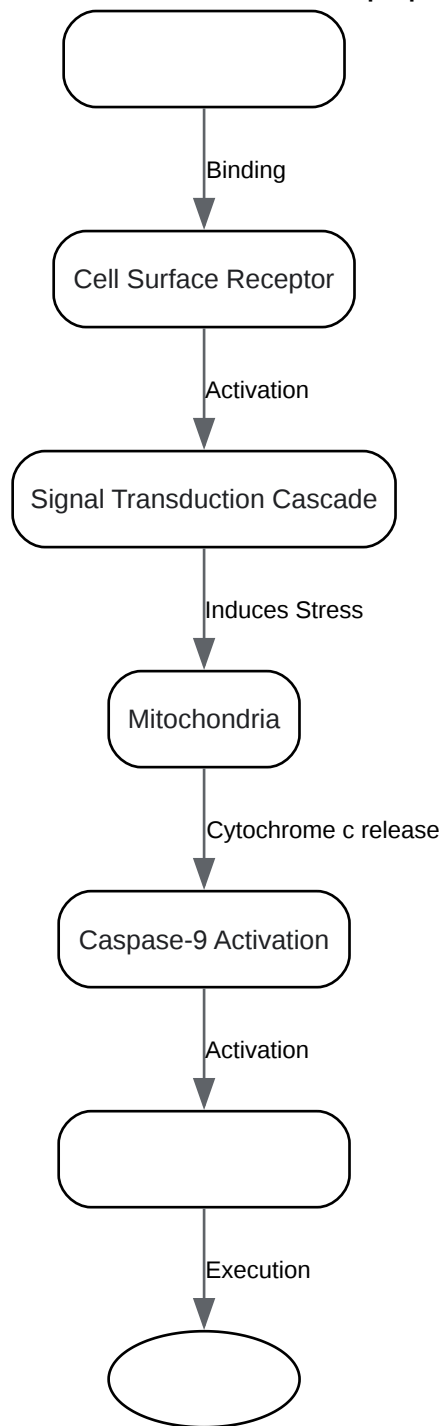 Binding
Cell Surface Receptor
Activation
Signal Transduction Cascade
Induces Stress
Mitochondria
Cytochrome c release
Caspase-9 Activation
Activation
Execution